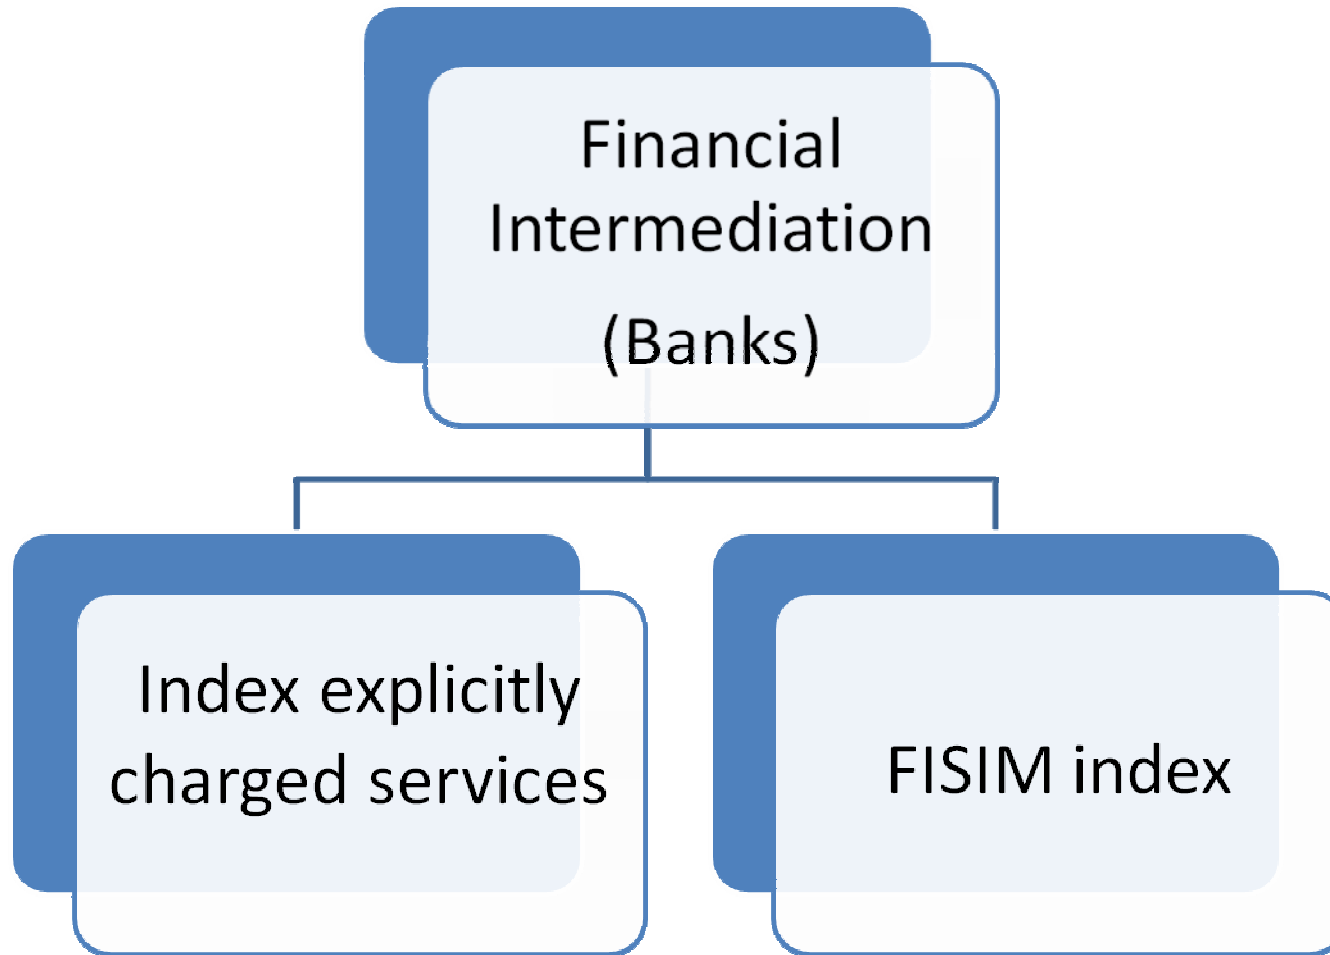 Financial
Intermediation
(Banks)
Index explicitly
charged services
FISIM index